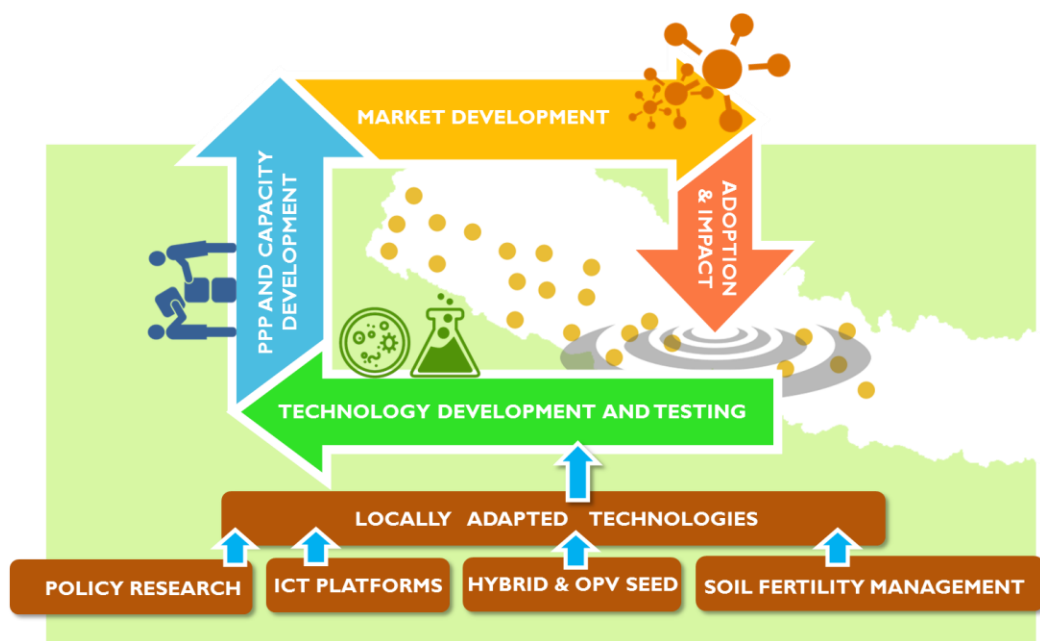 MARKET DEVELOPMENT
PPP AND CAPACITY
DEVELOPMENT
ADOPTION
& IMPACT
TECHNOLOGY DEVELOPMENT AND TESTING
LOCALLY ADAPTED TECHNOLOGIES
POLICY RESEARCH
ICT PLATFORMS
HYBRID & OPV SEED
SOIL FERTILITY MANAGEMENT